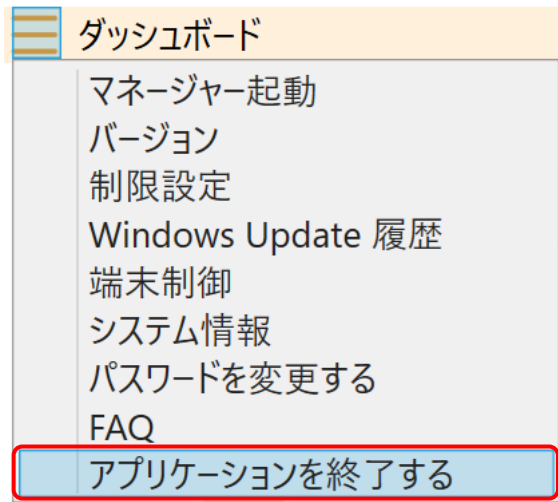 ダッシュボード
マネージャー起動
バージョン
制限設定
Windows Update 履歴
端末制御
システム情報
パスワードを変更する
FAQ
アプリケーションを終了する